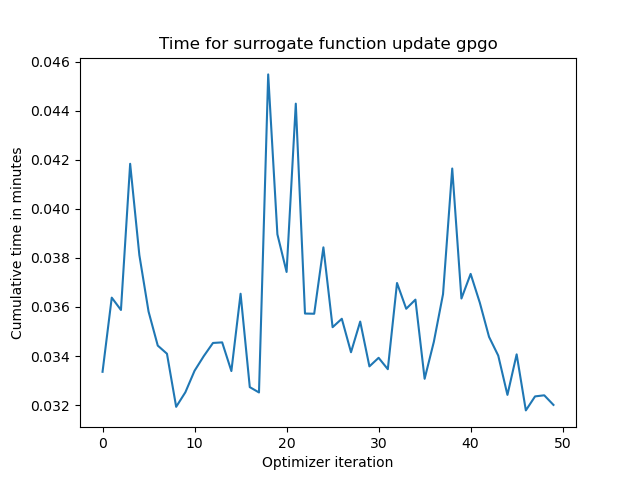 Time for surrogate function update gpgo
0.046
0.044
0.042
0.040
0.038
0.036
0.034
0.032
Cumulative time in minutes
0 10 20 30 40 50
Optimizer iteration